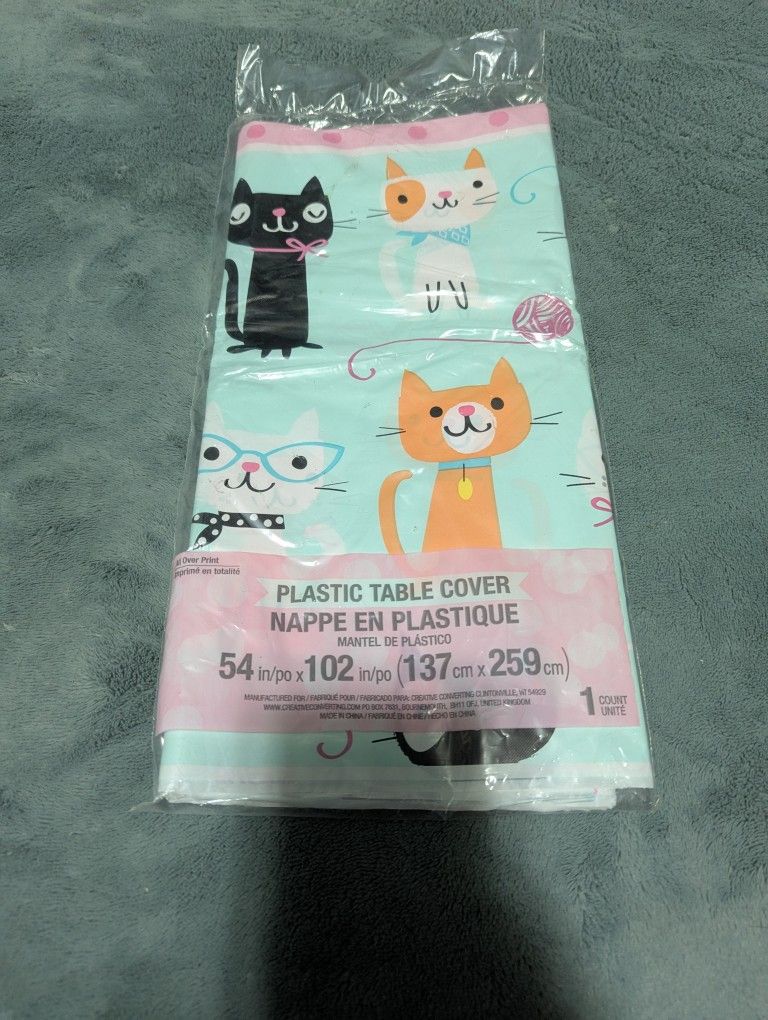 All Over Print
Imprimé en totalité
PLASTIC TABLE COVER
NAPPE EN PLASTIQUE
MANTEL DE PLÁSTICO
54 in/po x 102 in/po (137 cm x 259 cm)
MANUFACTURED FOR / FABRIQUÉ POUR / FABRICADO PARA: CREATIVE CONVERTING CLINTONVILLE, WI 54929
WWW.CREATIVECONVERTING.COM PO BOX 7831, BOURNEMOUTH, BH11 0FJ, UNITED KINGDOM
MADE IN CHINA / FABRIQUÉ EN CHINE / HECHO EN CHINA
1 COUNT
UNITÉ